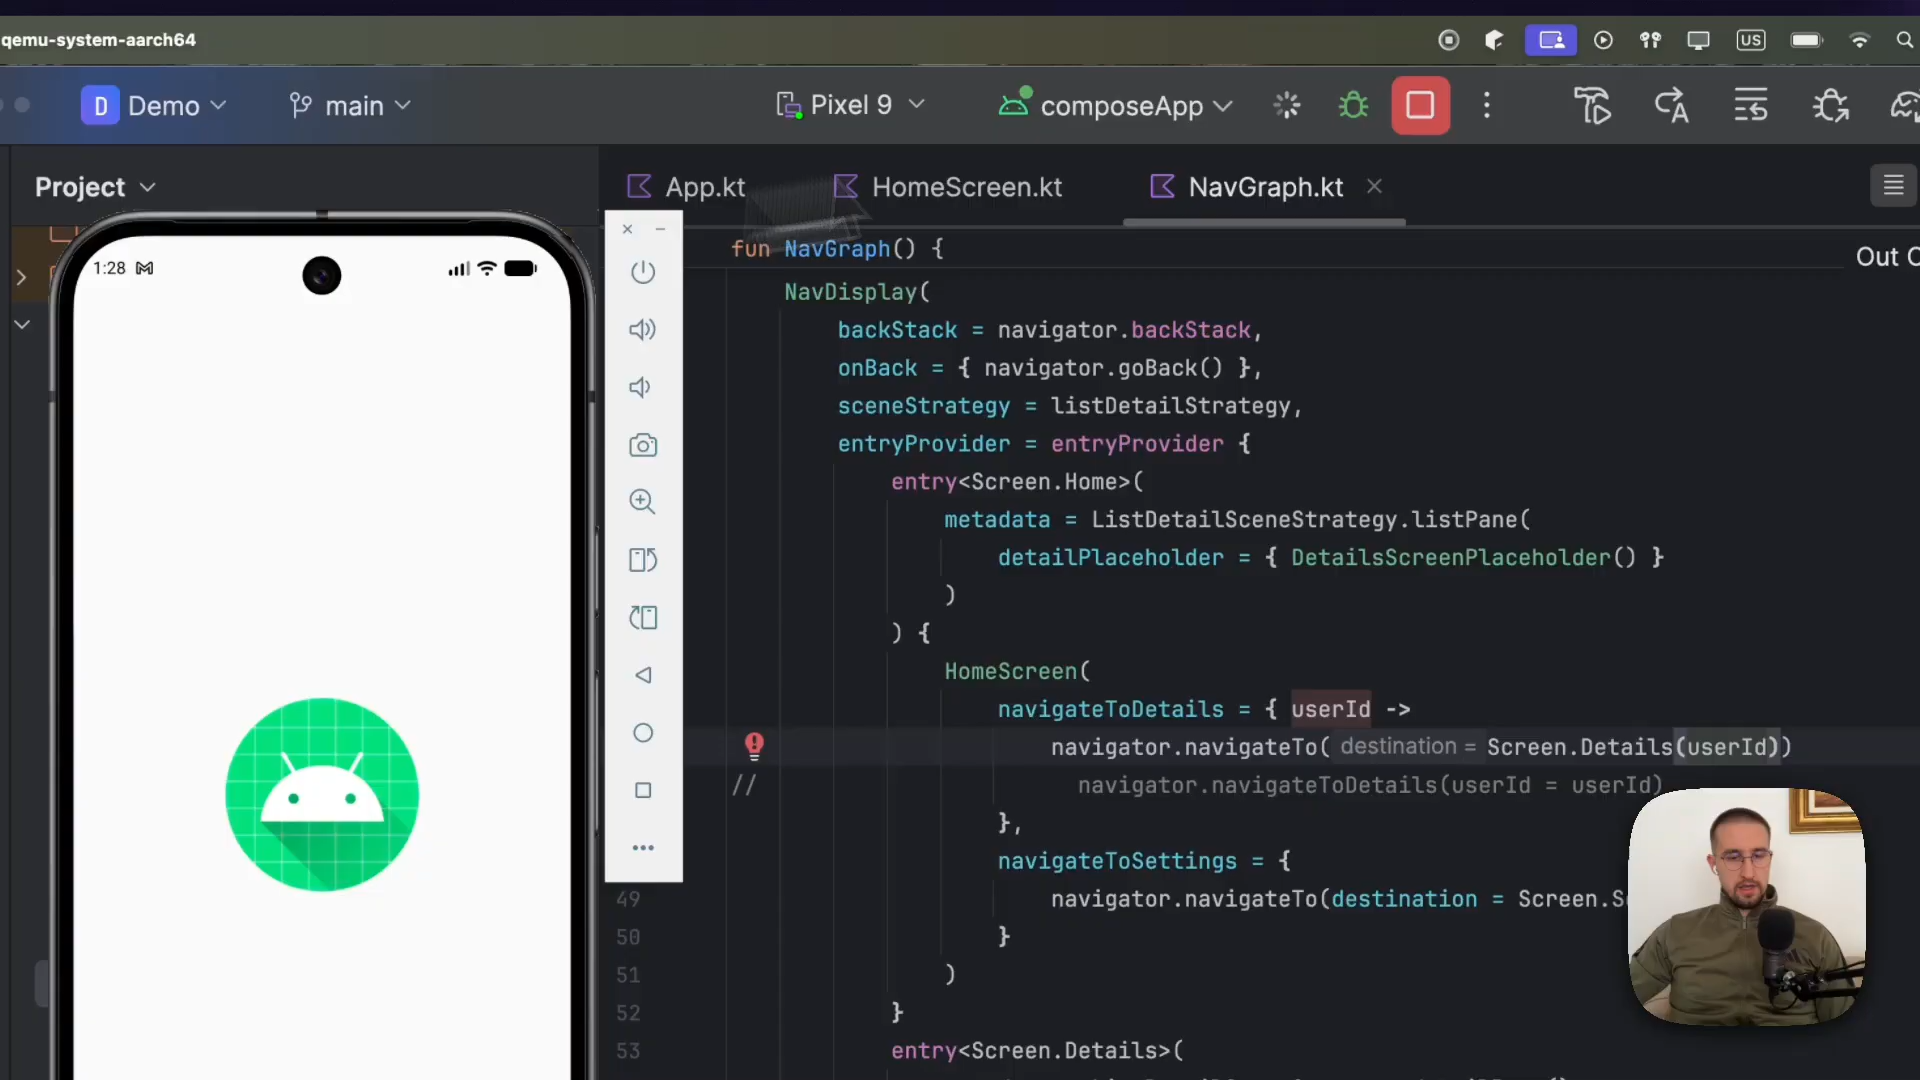 qemu-system-aarch64
US
D Demo
main
Pixel 9
composeApp
Project
App.kt
HomeScreen.kt
NavGraph.kt
1:28
fun NavGraph() {
Out
NavDisplay(
backStack = navigator.backStack,
onBack = { navigator.goBack() },
sceneStrategy = listDetailStrategy,
entryProvider = entryProvider {
entry<Screen.Home>(
metadata = ListDetailSceneStrategy.listPane(
detailPlaceholder = { DetailsScreenPlaceholder() }
)
) {
HomeScreen(
navigateToDetails = { userId ->
navigator.navigateTo( destination = Screen.Details(userId))
// navigator.navigateToDetails(userId = userId)
},
navigateToSettings = {
49 navigator.navigateTo(destination = Screen.S
50 }
51 )
52 }
53 entry<Screen.Details>(